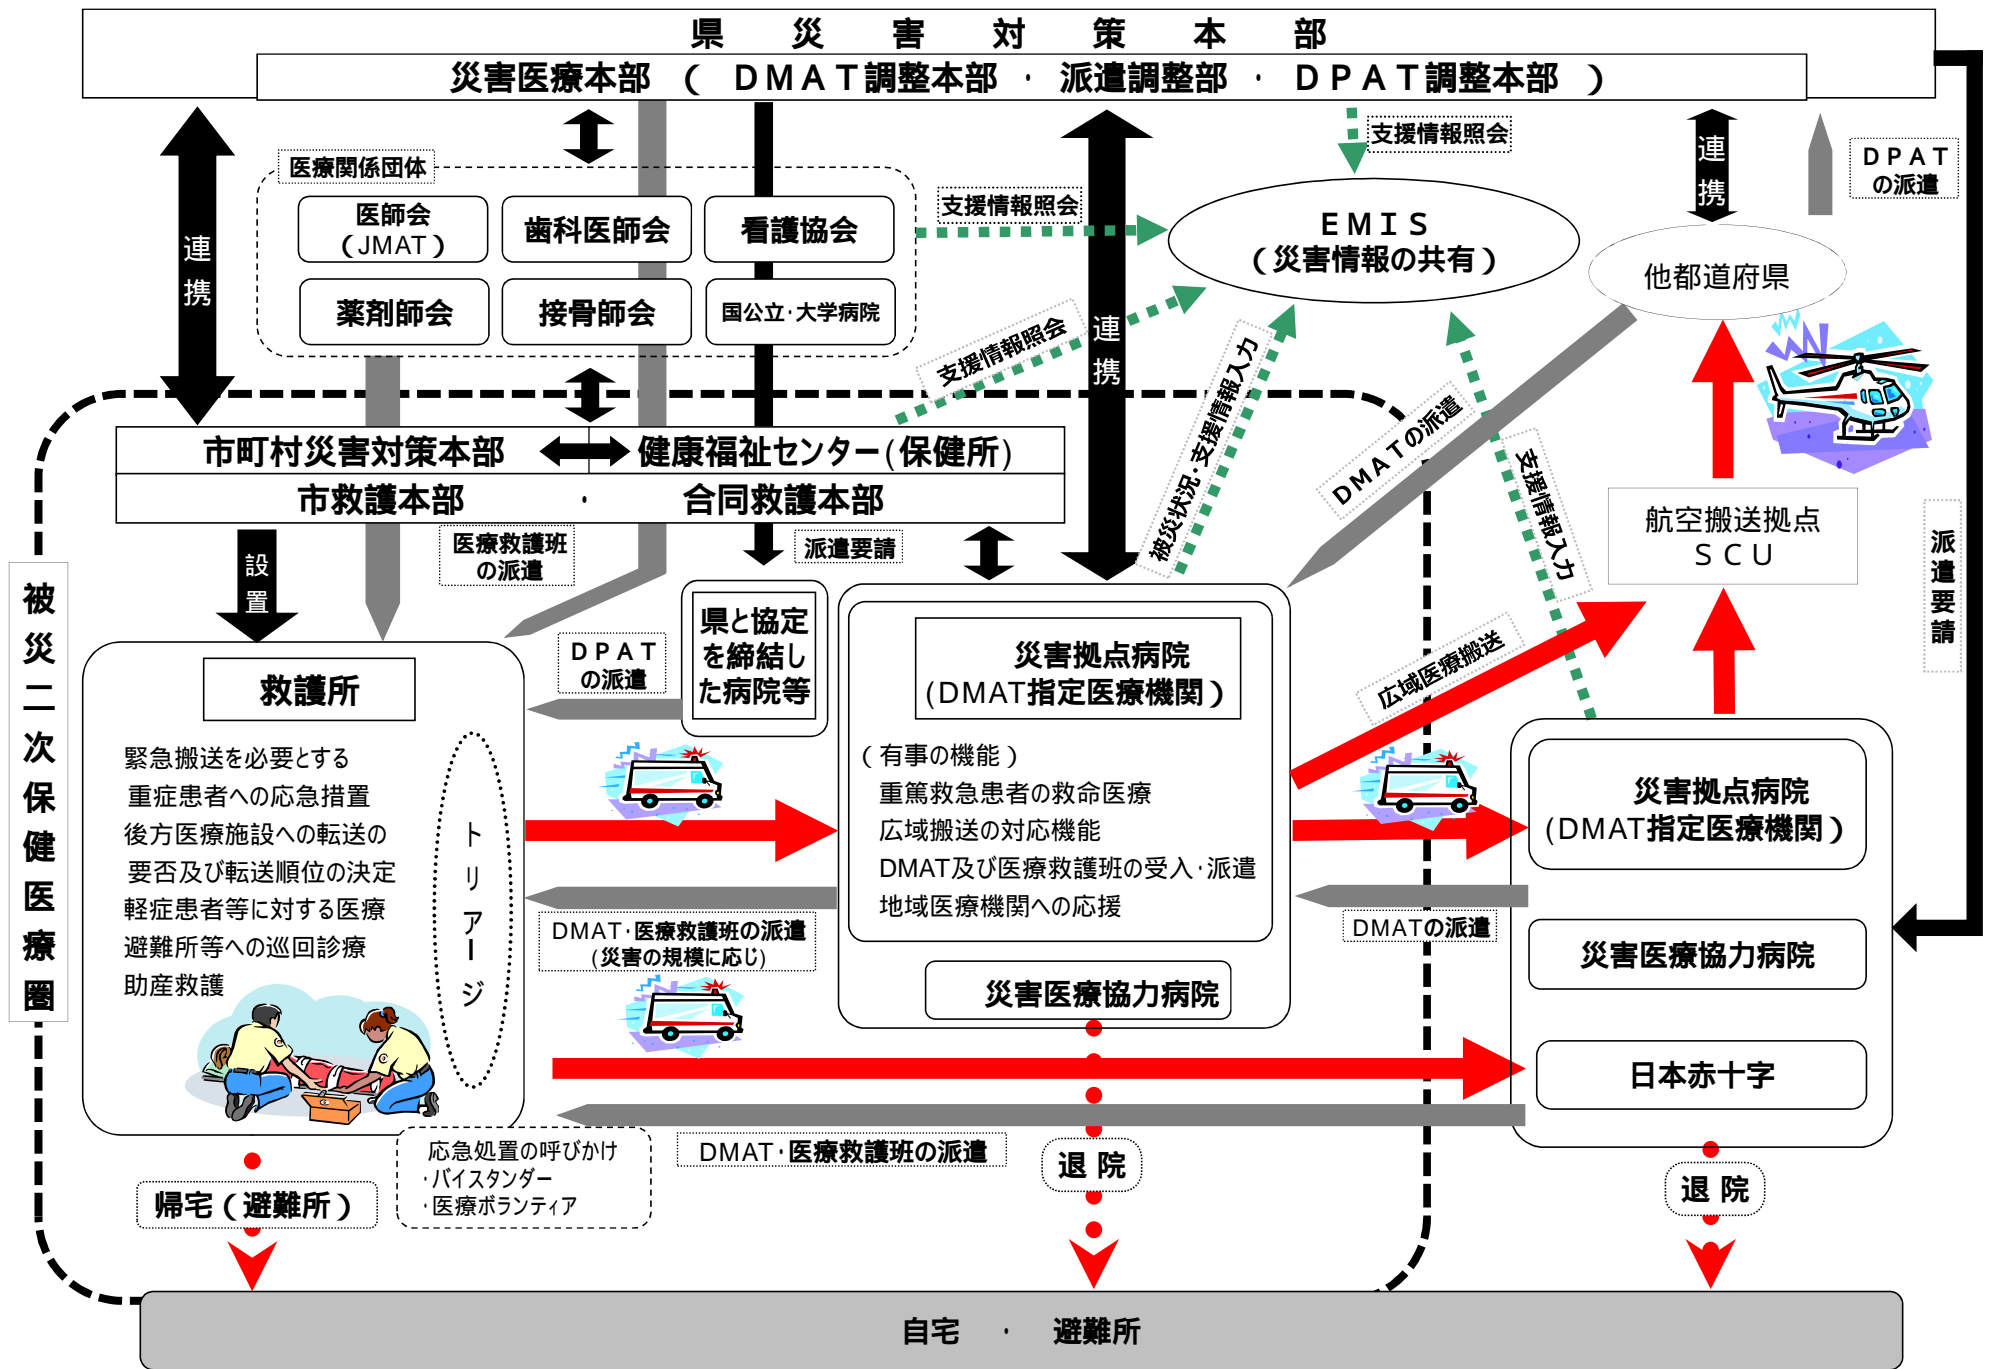 県災害対策本部
災害医療本部（ＤＭＡＴ調整本部・派遣調整部・ＤＰＡＴ調整本部）
支援情報照会
連携
ＤＰＡＴ
の派遣
医療関係団体
医師会
（JMAT）
歯科医師会
看護協会
薬剤師会
接骨師会
国公立・大学病院
連携
支援情報照会
連携
ＥＭＩＳ
（災害情報の共有）
他都道府県
支援情報照会
被災状況・支援情報入力
ＤＭＡＴの派遣
支援情報入力
市町村災害対策本部
健康福祉センター(保健所)
市救護本部・合同救護本部
設置
医療救護班
の派遣
派遣要請
航空搬送拠点
ＳＣＵ
派遣要請
被災二次保健医療圏
県と協定
を締結し
た病院等
ＤＰＡＴ
の派遣
救護所
緊急搬送を必要とする
重症患者への応急措置
後方医療施設への転送の
要否及び転送順位の決定
軽症患者等に対する医療
避難所等への巡回診療
助産救護
トリアージ
災害拠点病院
(DMAT指定医療機関）
（有事の機能）
重篤救急患者の救命医療
広域搬送の対応機能
DMAT及び医療救護班の受入・派遣
地域医療機関への応援
災害医療協力病院
広域医療搬送
災害拠点病院
(DMAT指定医療機関）
災害医療協力病院
日本赤十字
DMAT・医療救護班の派遣
(災害の規模に応じ)
DMATの派遣
DMAT・医療救護班の派遣
応急処置の呼びかけ
・バイスタンダー
・医療ボランティア
帰宅（避難所）
退院
退院
自宅・避難所